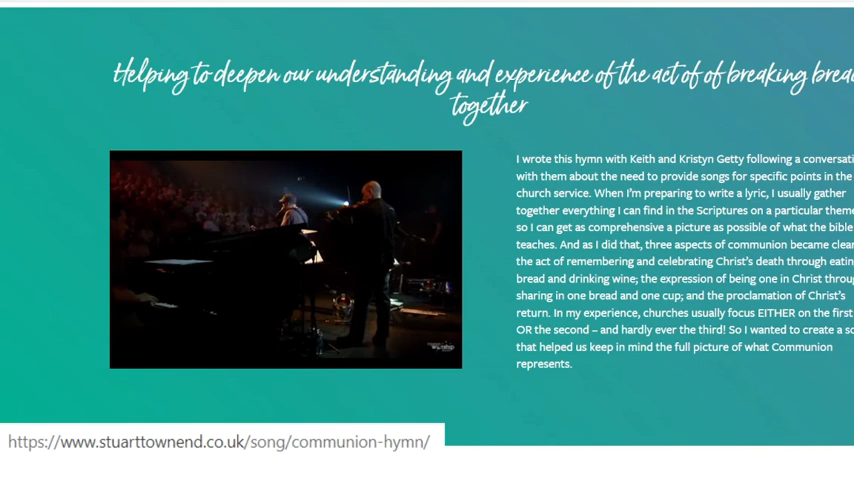 Helping to deepen our understanding and experience of the act of of breaking
together
I wrote this hymn with Keith and Kristyn Getty following a
with them about the need to provide songs for specific points in the
church service. When I'm preparing to write a lyric, I usually gather
together everything I can find in the Scriptures on a particular theme
so I can get as comprehensive a picture as possible of what the bible
teaches. And as I did that, three aspects of communion became clear
the act of remembering and celebrating Christ's death through
bread and drinking wine; the expression of being one in Christ
sharing in one bread and one cup; and the proclamation of Christ's
return. In my experience, churches usually focus EITHER on the first
OR the second – and hardly ever the third! So I wanted to create a
that helped us keep in mind the full picture of what Communion
represents.
https://www.stuarttownend.co.uk/song/communion-hymn/